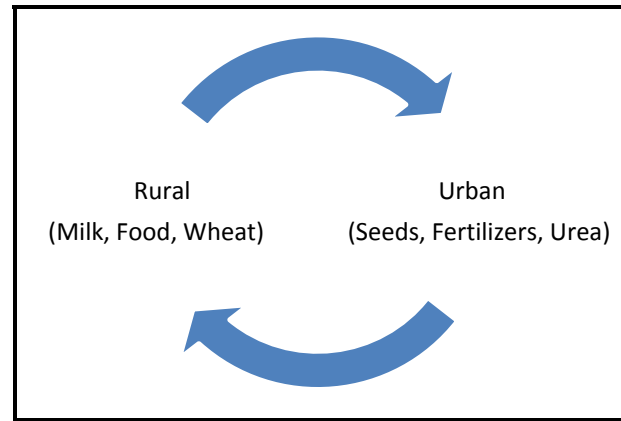 Rural
(Milk, Food, Wheat)
Urban
(Seeds, Fertilizers, Urea)